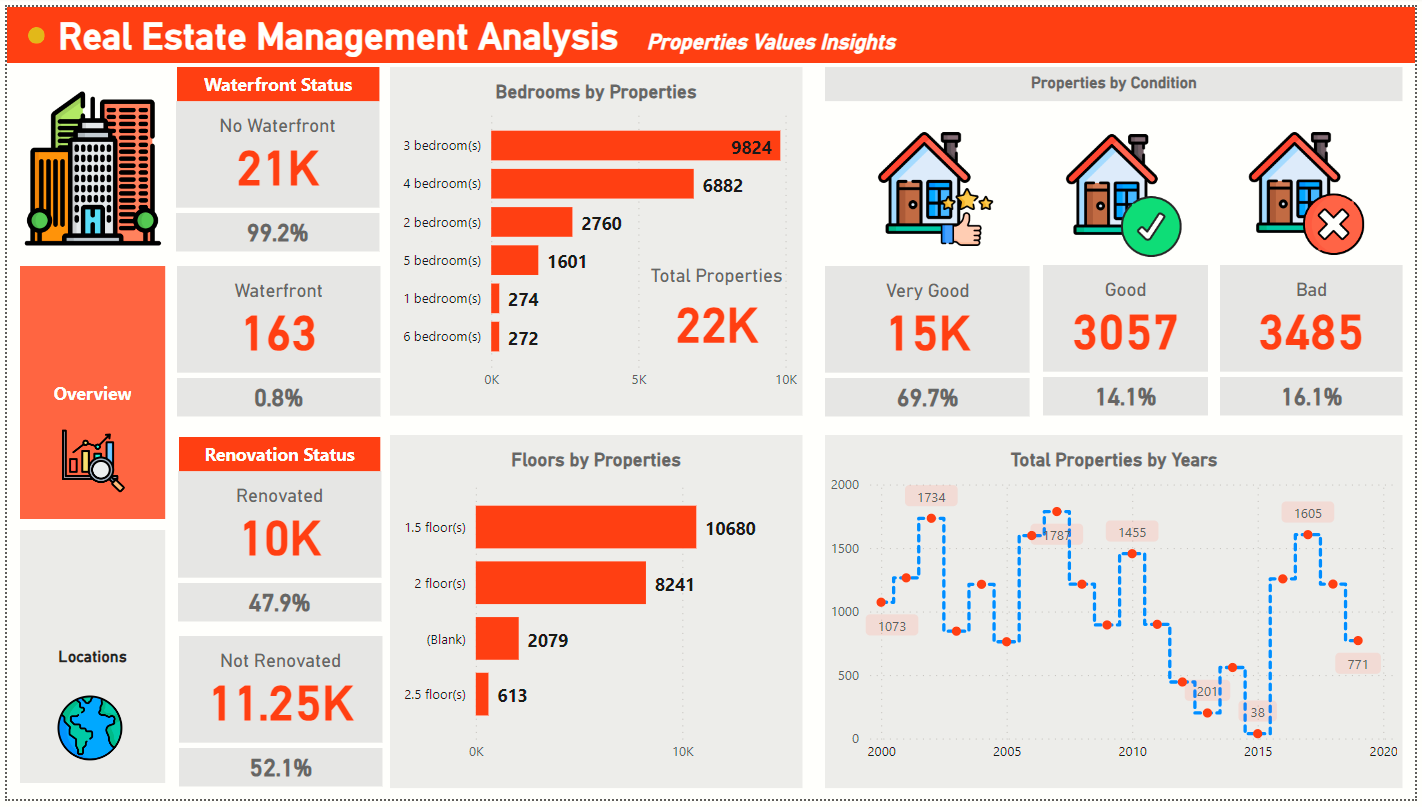 Real Estate Management Analysis
Properties Values Insights
Waterfront Status
No Waterfront
21K
99.2%
Waterfront
163
0.8%
Bedrooms by Properties
3 bedroom(s)
9824
4 bedroom(s)
6882
2 bedroom(s)
2760
5 bedroom(s)
1601
1 bedroom(s)
274
6 bedroom(s)
272
0K
5K
10K
Total Properties
22K
Properties by Condition
Very Good
15K
69.7%
Good
3057
14.1%
Bad
3485
16.1%
Overview
Locations
Renovation Status
Renovated
10K
47.9%
Not Renovated
11.25K
52.1%
Floors by Properties
1.5 floor(s)
10680
2 floor(s)
8241
(Blank)
2079
2.5 floor(s)
613
0K
10K
Total Properties by Years
2000
1500
1000
500
0
1073
1734
1787
1455
201
38
1605
771
2000
2005
2010
2015
2020